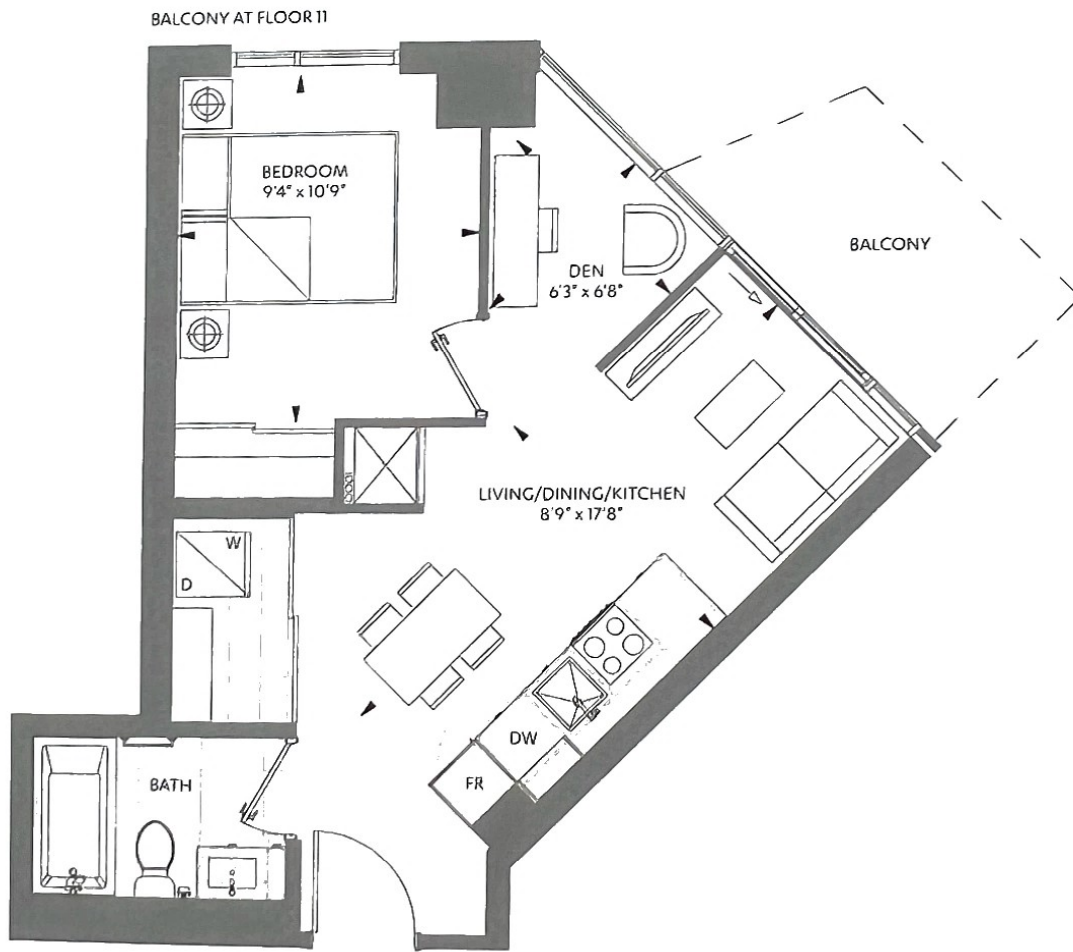 BALCONY AT FLOOR 11
BEDROOM
9'4" x 10'9"
BALCONY
DEN
6'3" x 6'8"
LIVING/DINING/KITCHEN
8'9" x 17'8"
W
D
DW
FR
BATH